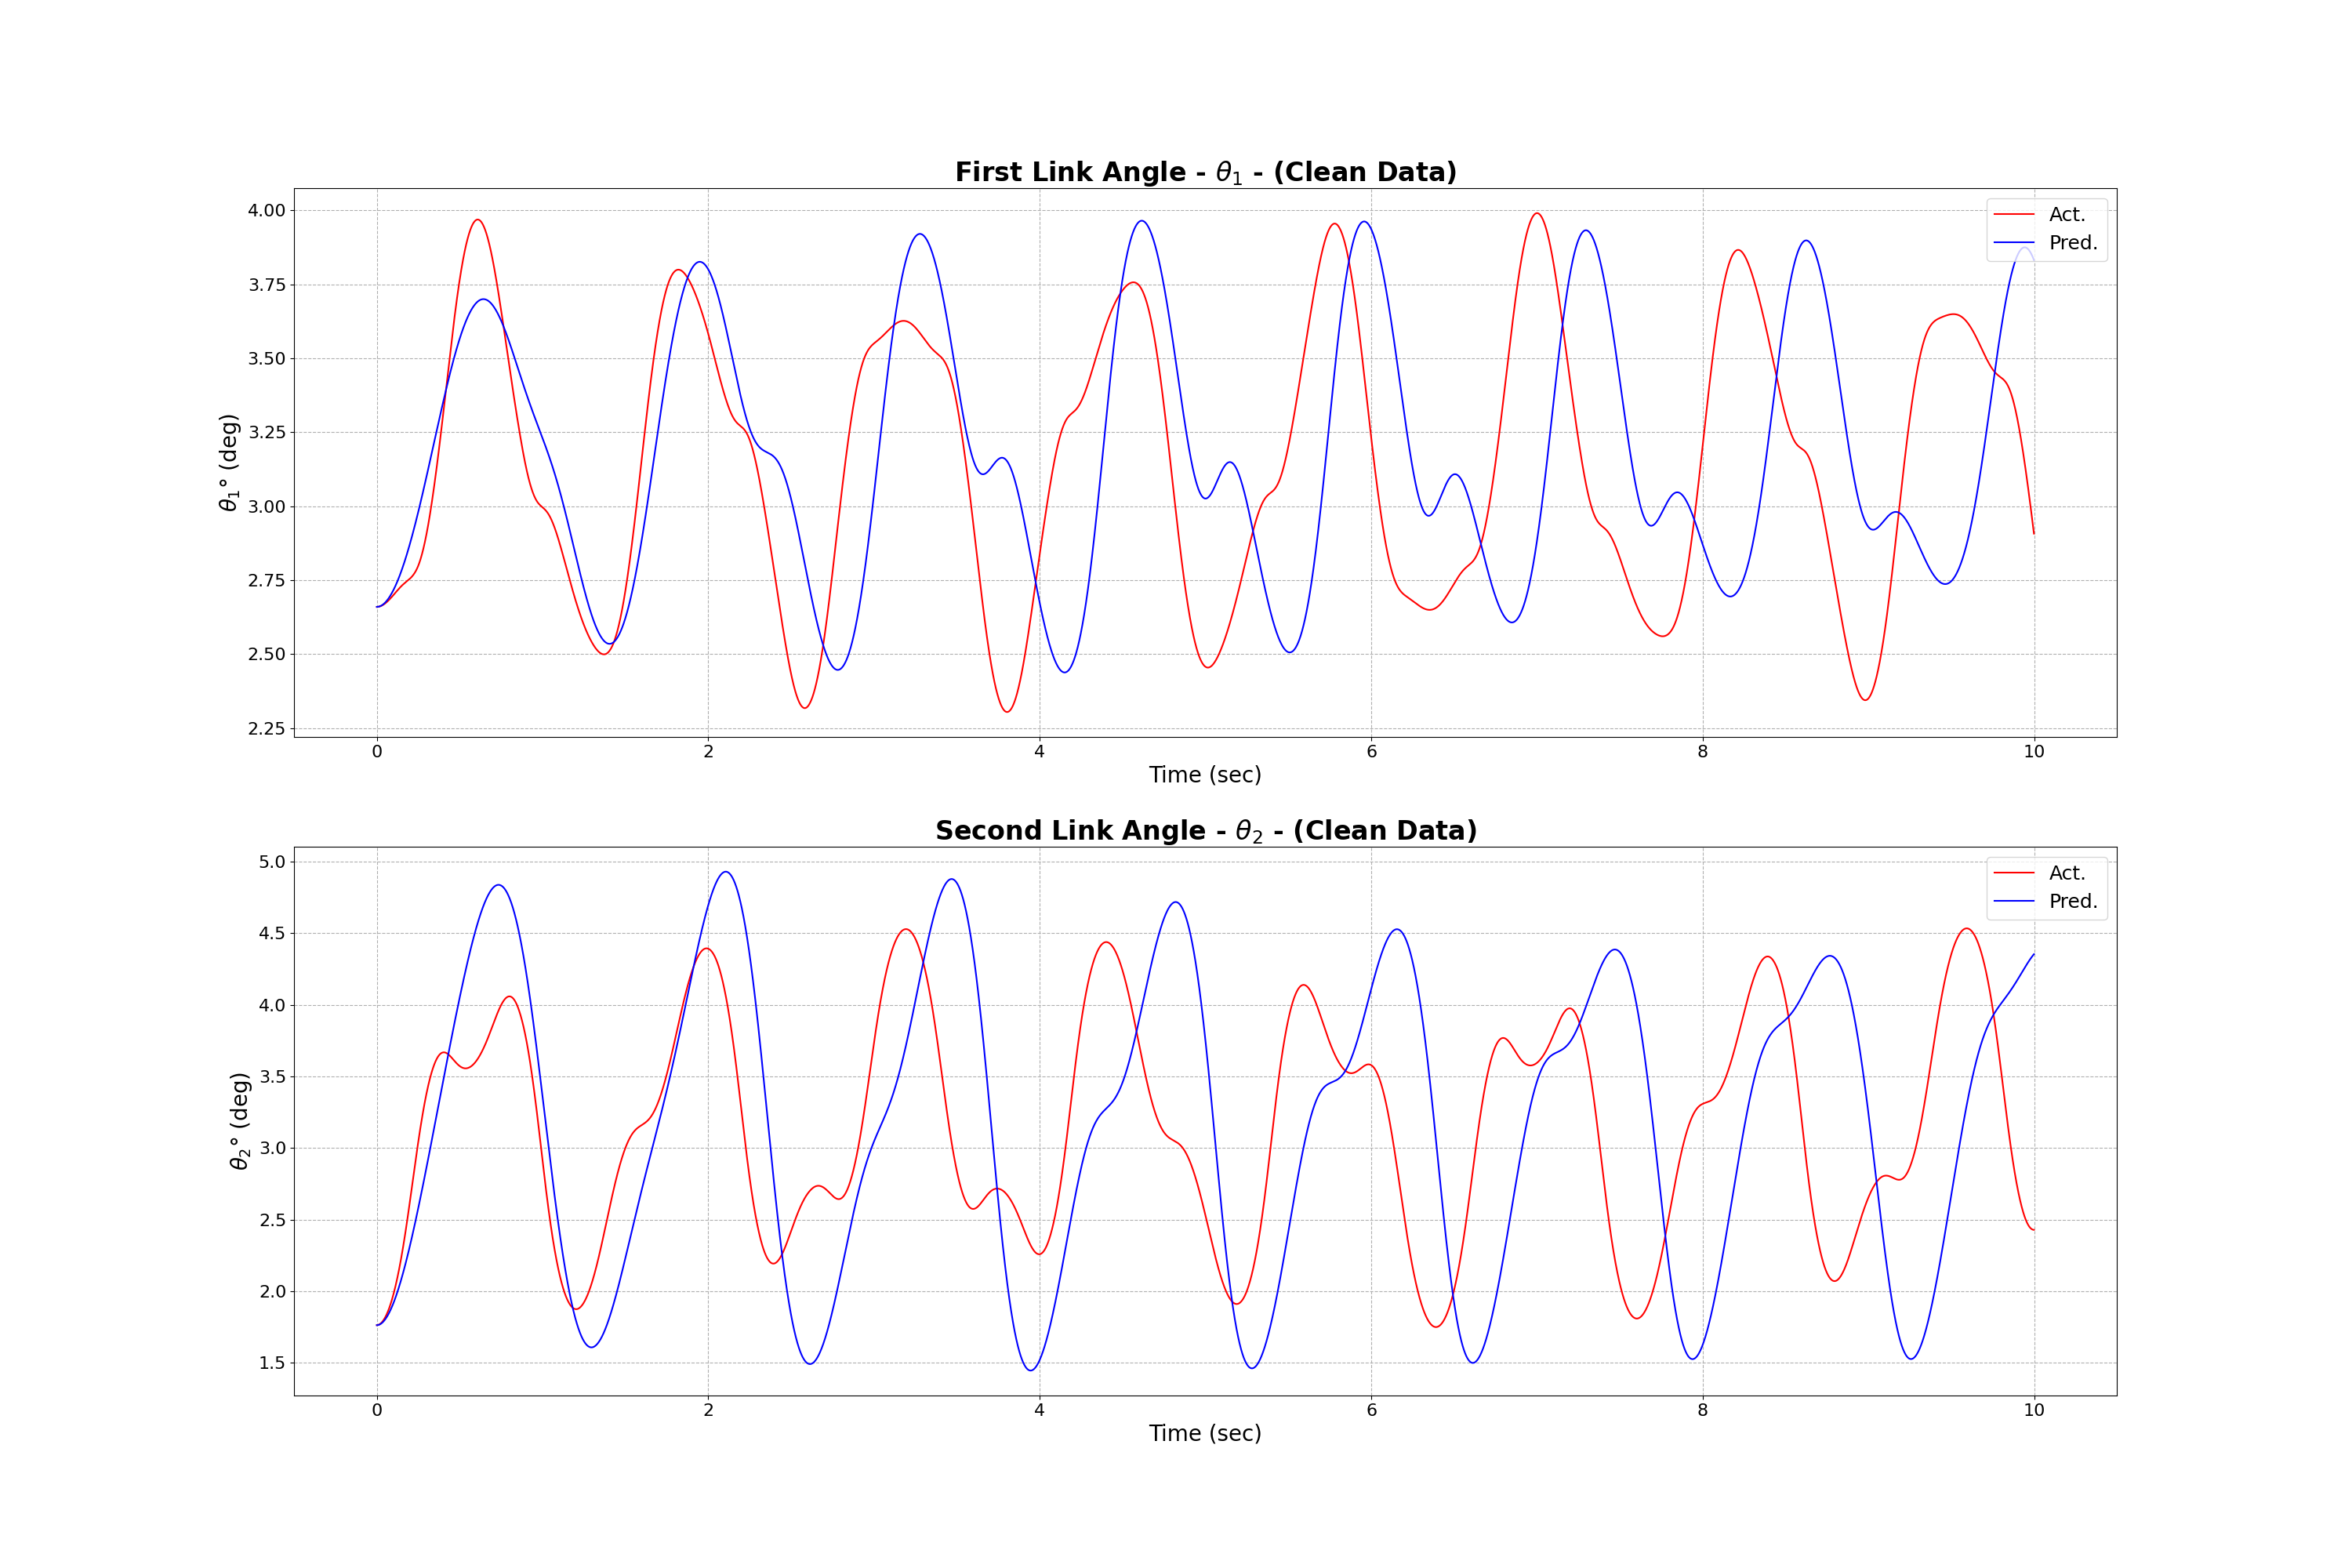 First Link Angle - θ₁ - (Clean Data)
Act.
Pred.
4.00
3.75
3.50
3.25
3.00
2.75
2.50
2.25
θ₁° (deg)
0 2 4 6 8 10
Time (sec)
Second Link Angle - θ₂ - (Clean Data)
Act.
Pred.
5.0
4.5
4.0
3.5
3.0
2.5
2.0
1.5
θ₂° (deg)
0 2 4 6 8 10
Time (sec)